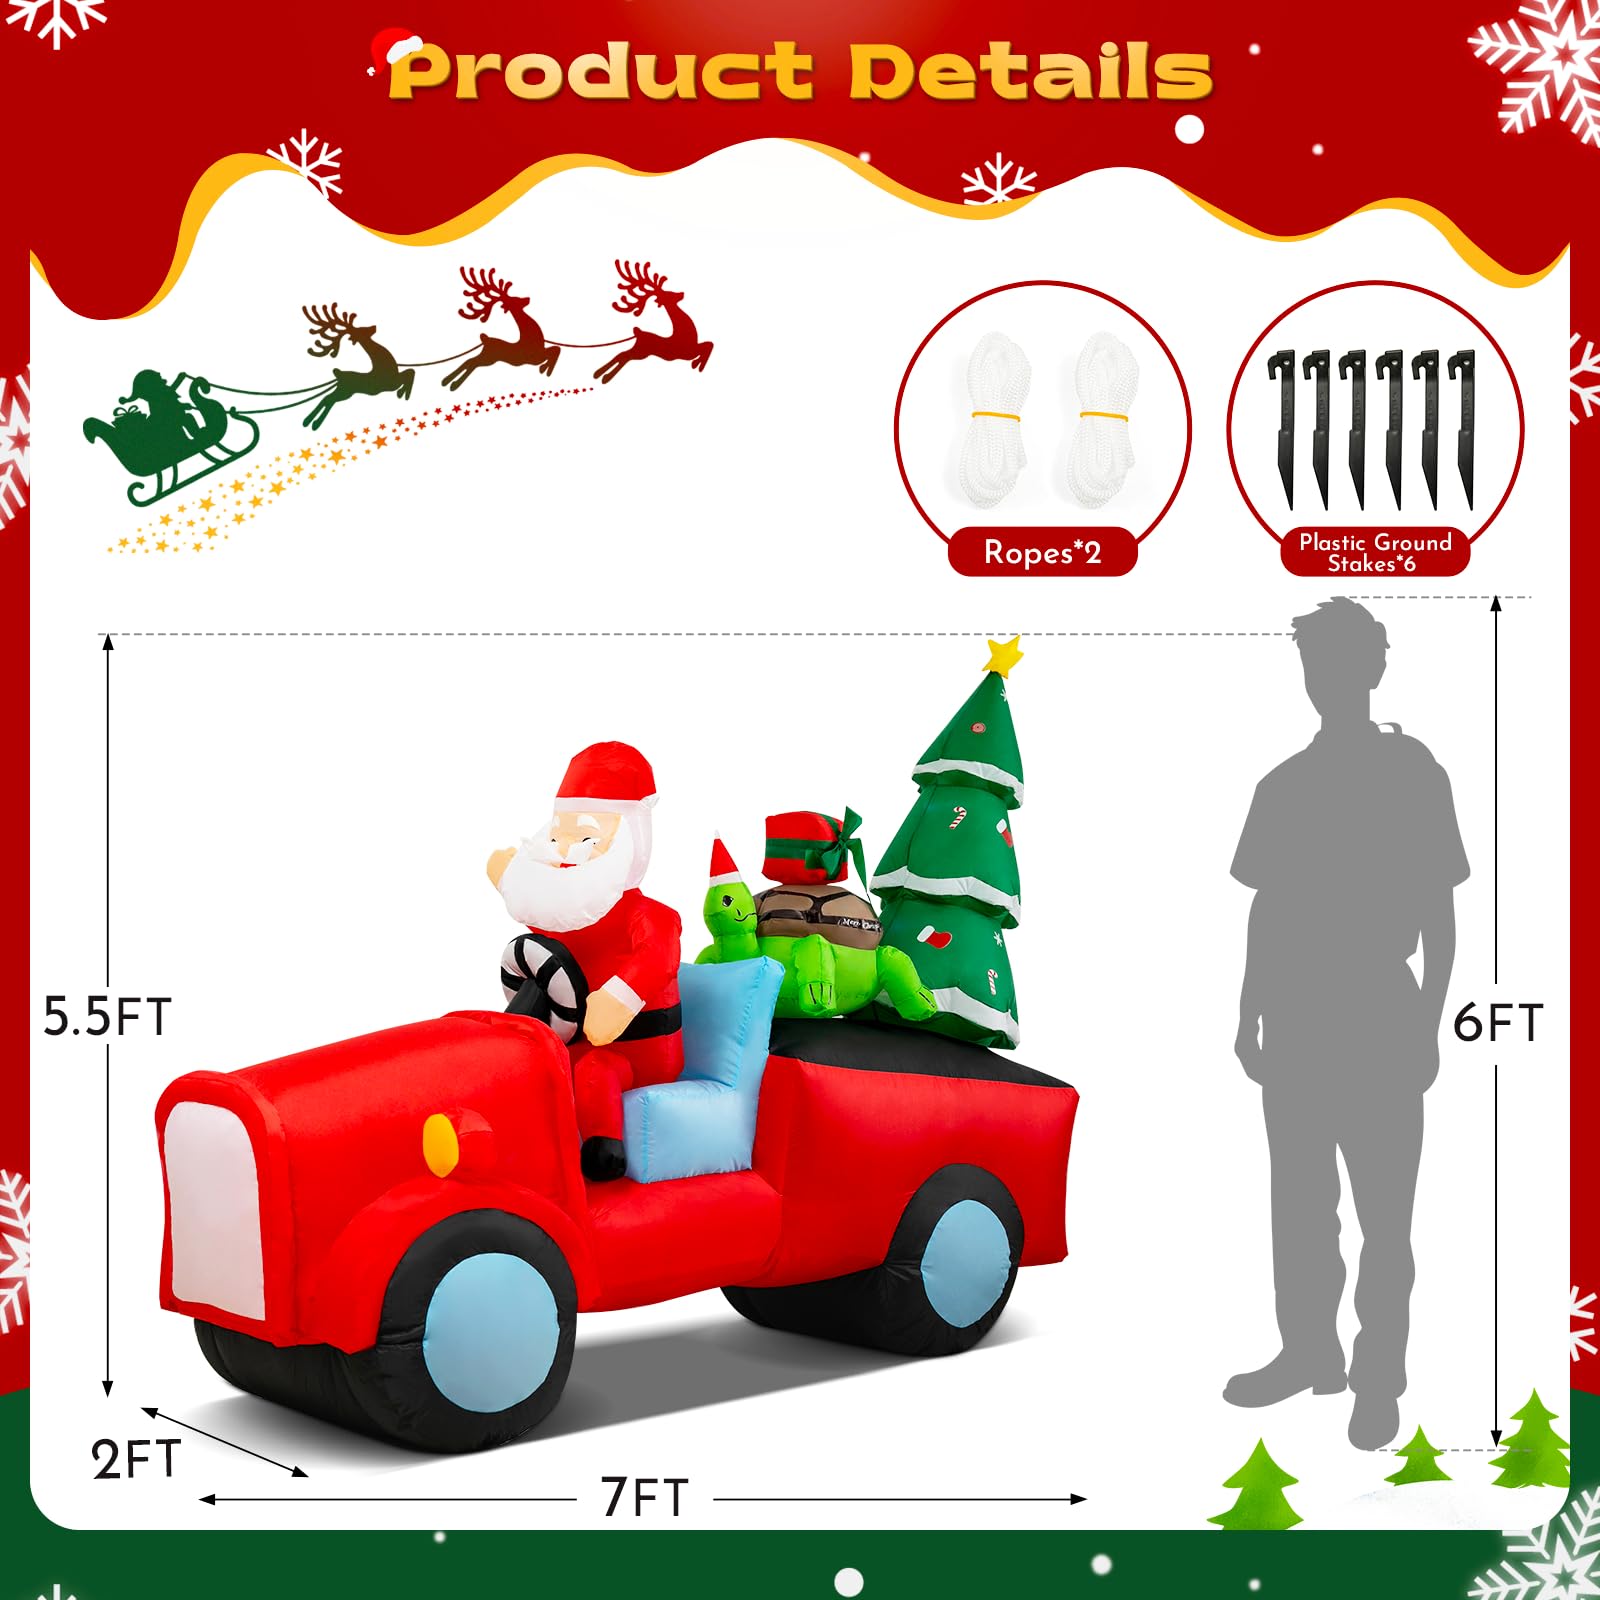 Product Details
Ropes*2
Plastic Ground
Stakes*6
5.5FT
6FT
2FT
7FT